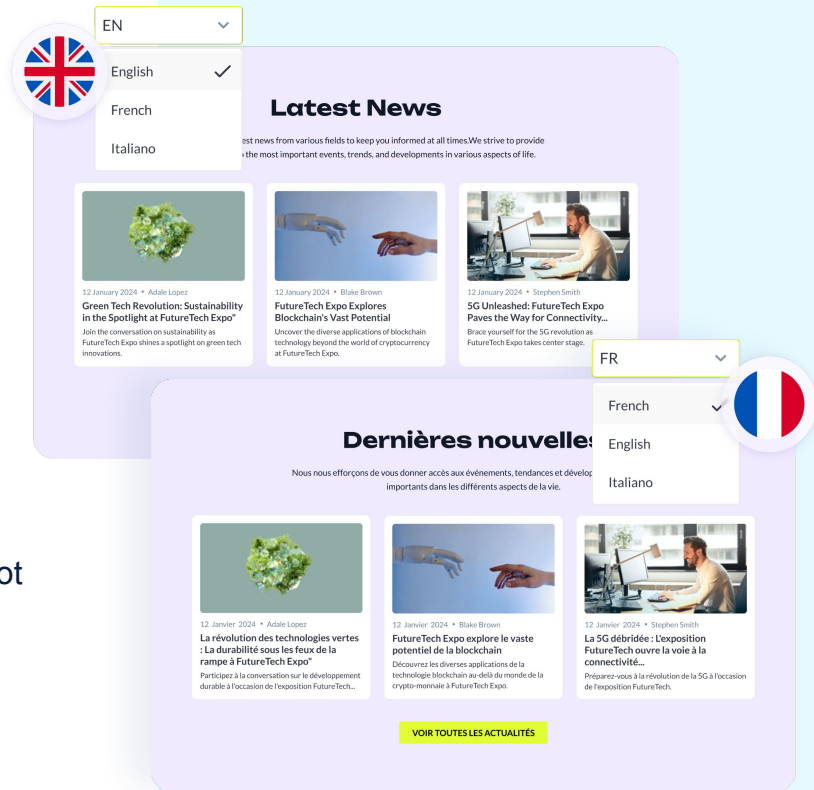 EN
English
French
Italiano
Latest News
est news from various fields to keep you informed at all times.We strive to provide
the most important events, trends, and developments in various aspects of life.
12 January 2024 • Adale Lopez
Green Tech Revolution: Sustainability
in the Spotlight at FutureTech Expo"
Join the conversation on sustainability as
FutureTech Expo shines a spotlight on green tech
innovations.
12 January 2024 • Blake Brown
FutureTech Expo Explores
Blockchain's Vast Potential
Uncover the diverse applications of blockchain
technology beyond the world of cryptocurrency
at FutureTech Expo.
12 January 2024 • Stephen Smith
5G Unleashed: FutureTech Expo
Paves the Way for Connectivity...
Brace yourself for the 5G revolution as
FutureTech Expo takes center stage.
FR
French
English
Italiano
Dernières nouvelles
Nous nous efforçons de vous donner accès aux événements, tendances et dévelop
importants dans les différents aspects de la vie.
ot
12 Janvier 2024 • Adale Lopez
La révolution des technologies vertes
: La durabilité sous les feux de la
rampe à FutureTech Expo"
Participez à la conversation sur le développement
durable à l'occasion de l'exposition FutureTech...
12 Janvier 2024 • Blake Brown
FutureTech Expo explore le vaste
potentiel de la blockchain
Découvrez les diverses applications de la
technologie blockchain au-delà du monde de la
crypto-monnaie à FutureTech Expo.
12 Janvier 2024 • Stephen Smith
La 5G débridée : L'exposition
FutureTech ouvre la voie à la
connectivité...
Préparez-vous à la révolution de la 5G à l'occasion
de l'exposition FutureTech.
VOIR TOUTES LES ACTUALITÉS